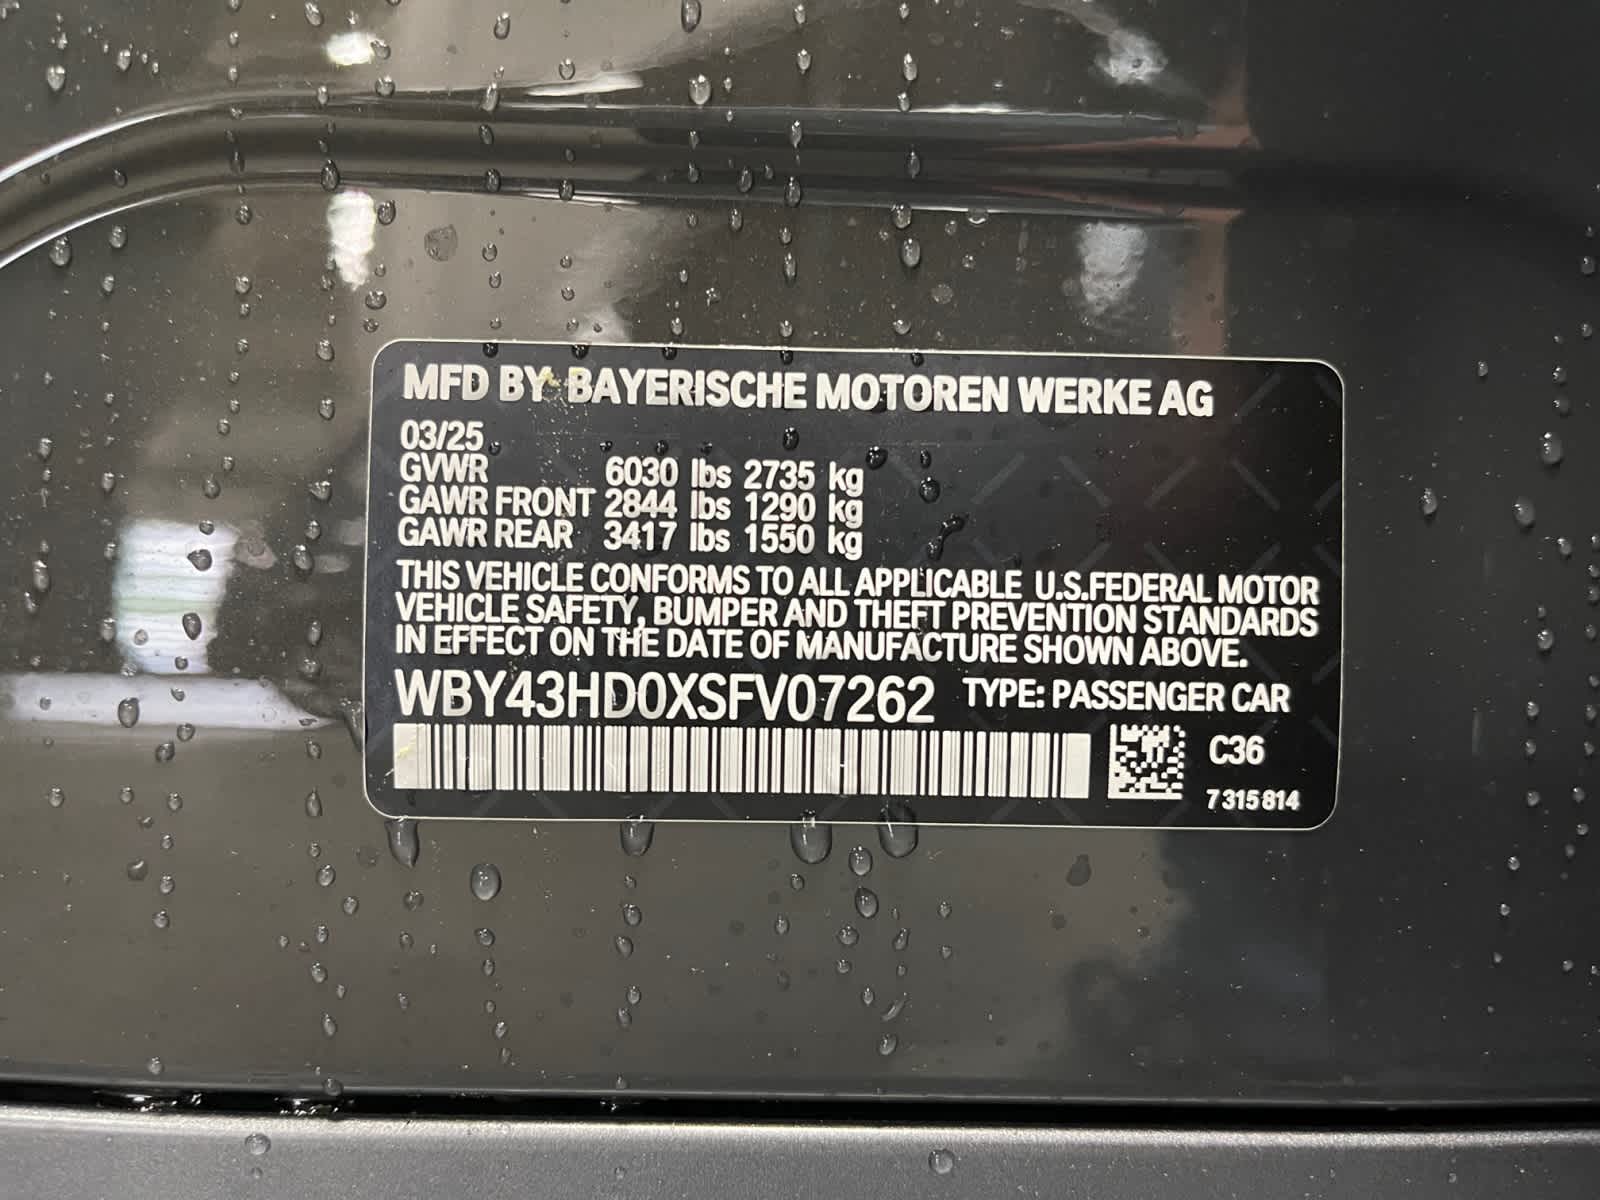 MFD BY BAYERISCHE MOTOREN WERKE AG
03/25
GVWR 6030 lbs 2735 kg
GAWR FRONT 2844 lbs 1290 kg
GAWR REAR 3417 lbs 1550 kg
THIS VEHICLE CONFORMS TO ALL APPLICABLE U.S.FEDERAL MOTOR
VEHICLE SAFETY, BUMPER AND THEFT PREVENTION STANDARDS
IN EFFECT ON THE DATE OF MANUFACTURE SHOWN ABOVE.
WBY43HD0XSFV07262 TYPE: PASSENGER CAR
C36
7 315 814